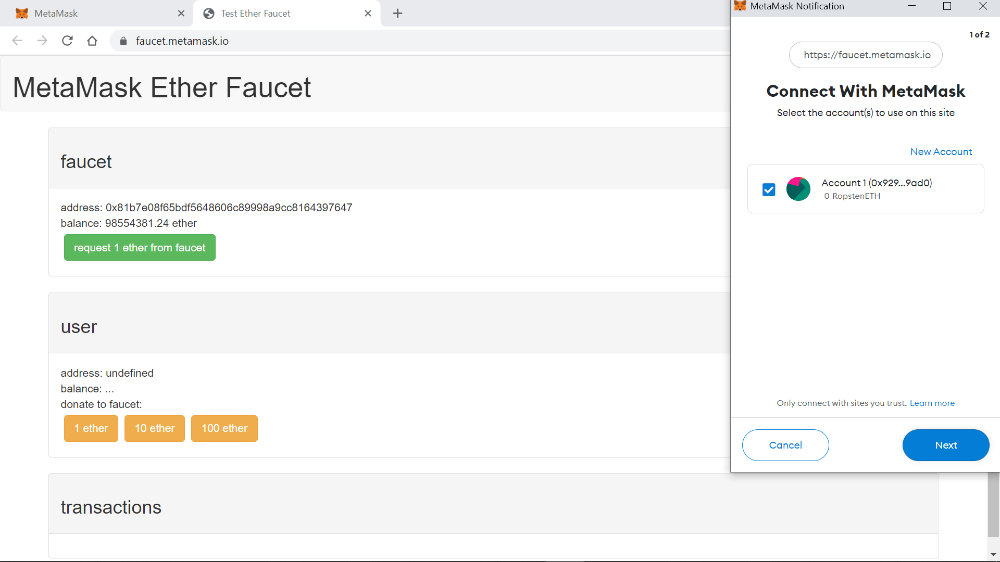 MetaMask
Test Ether Faucet
faucet.metamask.io
MetaMask Ether Faucet
faucet
address: 0x81b7e08f65bdf5648606c89998a9cc8164397647
balance: 98554381.24 ether
request 1 ether from faucet
user
address: undefined
balance: ...
donate to faucet:
1 ether 10 ether 100 ether
transactions
MetaMask Notification
1 of 2
https://faucet.metamask.io
Connect With MetaMask
Select the account(s) to use on this site
New Account
Account 1 (0x929...9ad0)
0 RopstenETH
Only connect with sites you trust. Learn more
Cancel Next